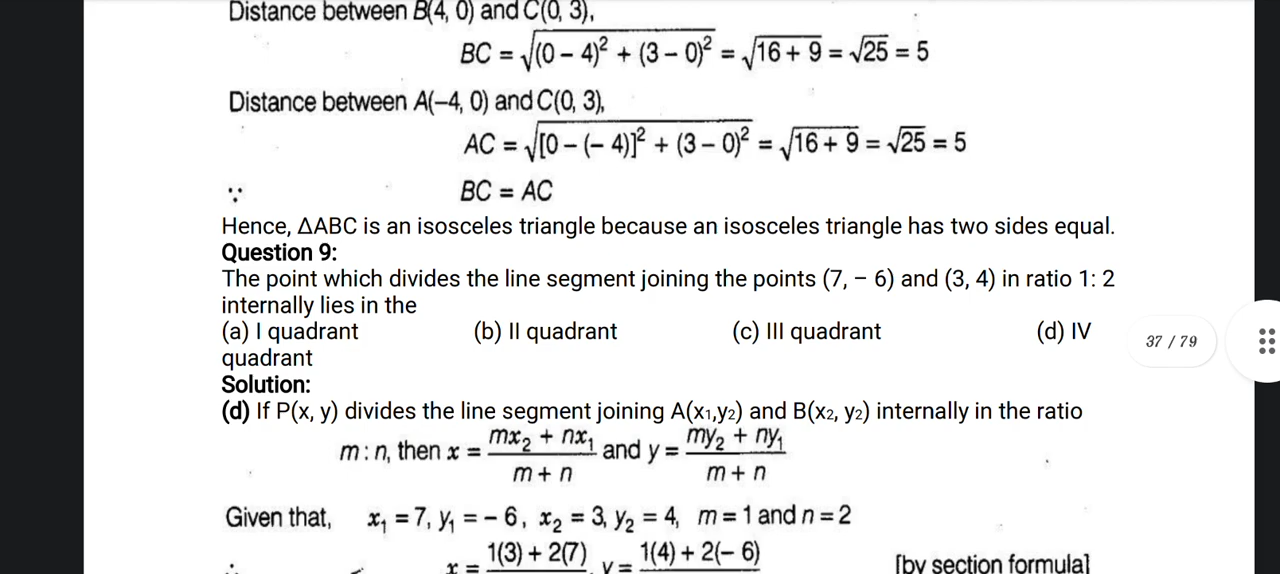 Distance between B(4, 0) and C(0, 3),
BC = √(0 – 4)² + (3 – 0)² = √16 + 9 = √25 = 5
Distance between A(–4, 0) and C(0, 3),
AC = √[0 – (– 4)]² + (3 – 0)² = √16 + 9 = √25 = 5
∵ BC = AC
Hence, ΔABC is an isosceles triangle because an isosceles triangle has two sides equal.
Question 9:
The point which divides the line segment joining the points (7, – 6) and (3, 4) in ratio 1: 2
internally lies in the
(a) I quadrant (b) II quadrant (c) III quadrant (d) IV
quadrant
37 / 79
Solution:
(d) If P(x, y) divides the line segment joining A(x₁,y₂) and B(x₂, y₂) internally in the ratio
m : n, then x = mx₂ + nx₁ / m + n and y = my₂ + ny₁ / m + n
Given that, x₁ = 7, y₁ = – 6, x₂ = 3, y₂ = 4, m = 1 and n = 2
∴ x = 1(3) + 2(7), y = 1(4) + 2(– 6) [by section formula]